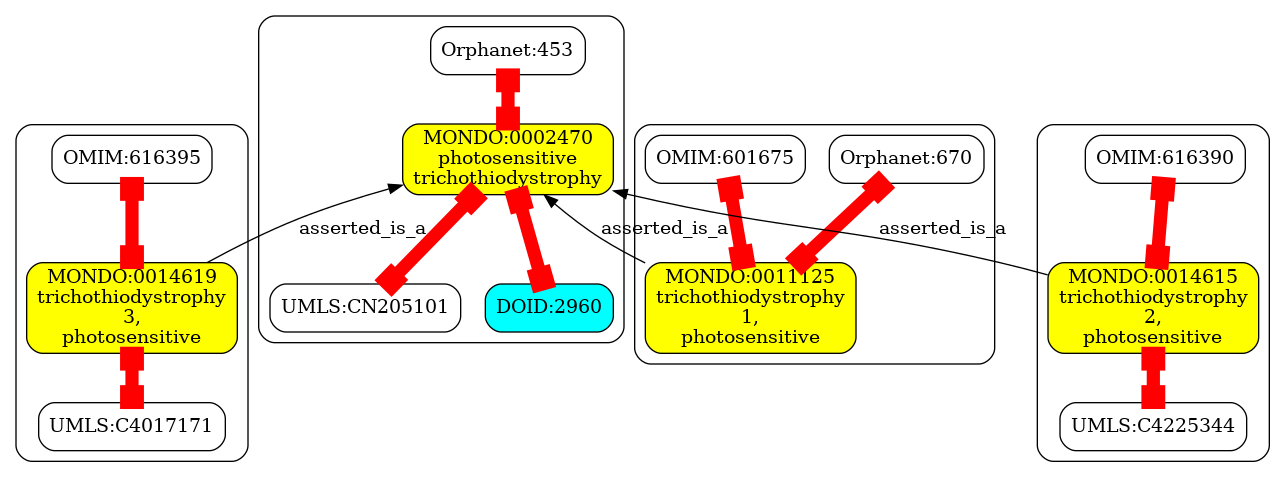 Orphanet:453
OMIM:616395
MONDO:0002470
photosensitive
trichothiodystrophy
OMIM:601675
Orphanet:670
OMIM:616390
asserted_is_a
asserted_is_a
asserted_is_a
MONDO:0014619
trichothiodystrophy
3,
photosensitive
UMLS:CN205101
DOID:2960
MONDO:0011125
trichothiodystrophy
1,
photosensitive
MONDO:0014615
trichothiodystrophy
2,
photosensitive
UMLS:C4017171
UMLS:C4225344